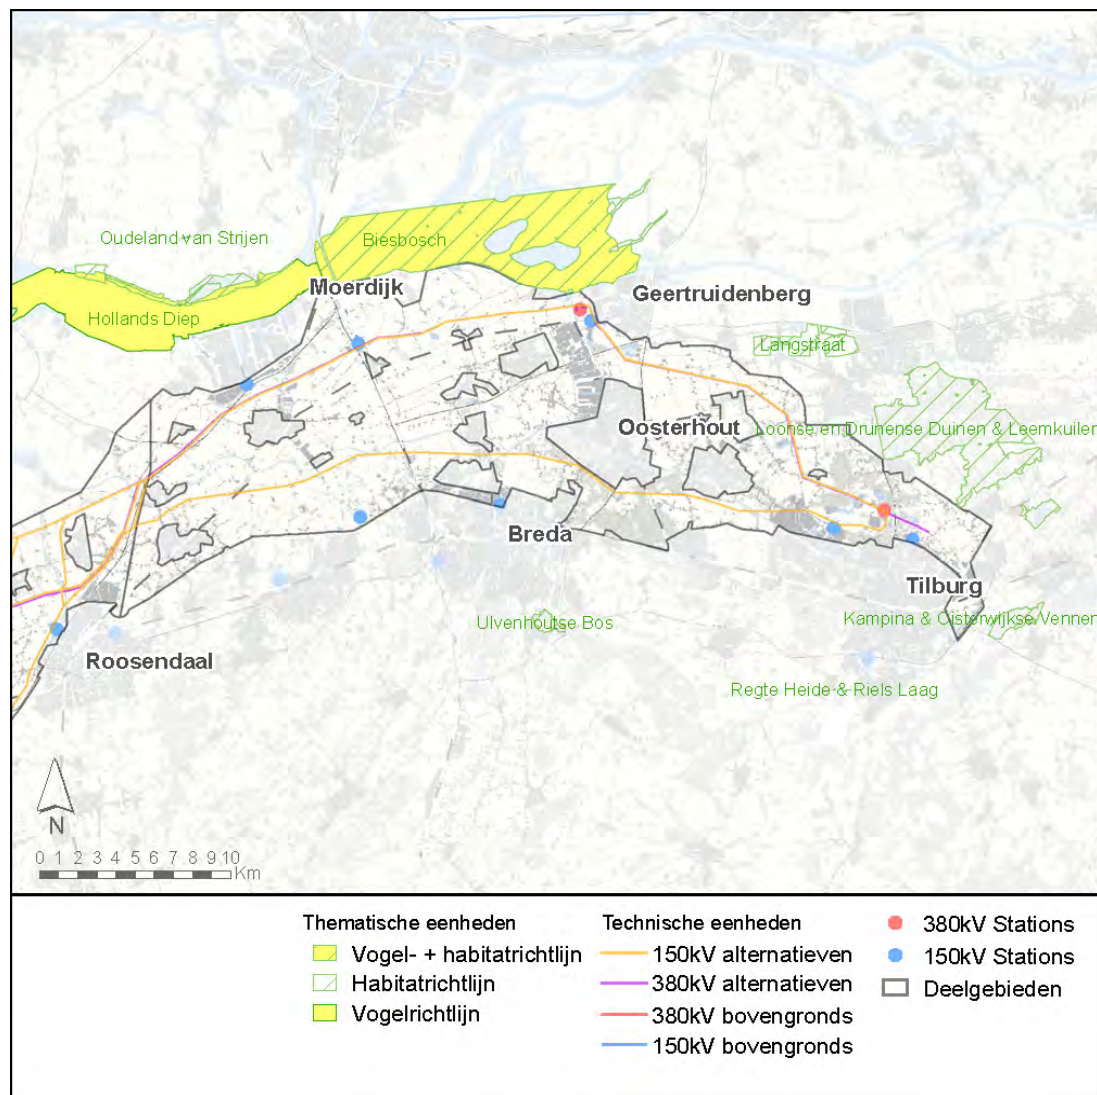 Oudeland van Strijen
Biesbosch
Moerdijk
Geertruidenberg
Hollands Diep
Langstraat
Oosterhout
Loonse en Drunense Duinen & Leemkuilen
Breda
Tilburg
Ulvenhoutse Bos
Kampina & Oisterwijkse Vennen
Roosendaal
Regte Heide & Riels Laag
N
0 1 2 3 4 5 6 7 8 9 10
Km
Thematische eenheden
Vogel- + habitatrichtlijn
Habitatrichtlijn
Vogelrichtlijn
Technische eenheden
150kV alternatieven
380kV alternatieven
380kV bovengronds
150kV bovengronds
380kV Stations
150kV Stations
Deelgebieden